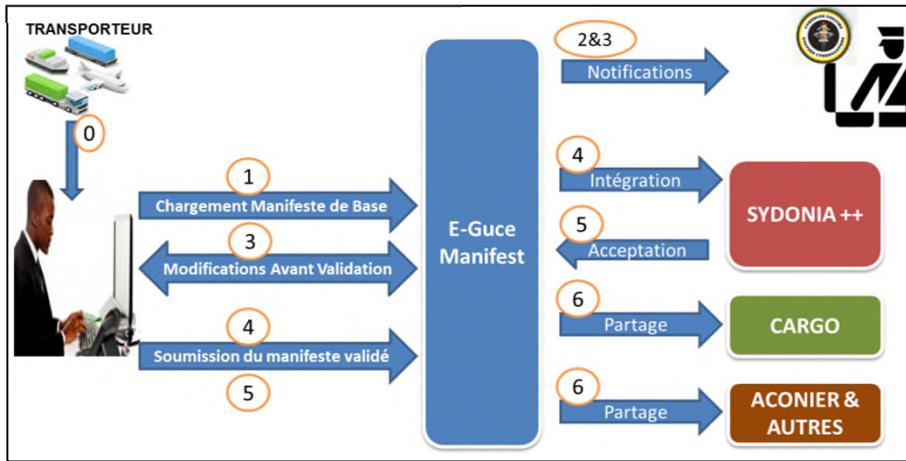 TRANSPORTEUR
0
1
Chargement Manifeste de Base
3
Modifications Avant Validation
4
Soumission du manifeste validé
5
E-Guce
Manifest
2&3
Notifications
4
Intégration
SYDONIA ++
5
Acceptation
6
Partage
CARGO
6
Partage
ACONIER &
AUTRES